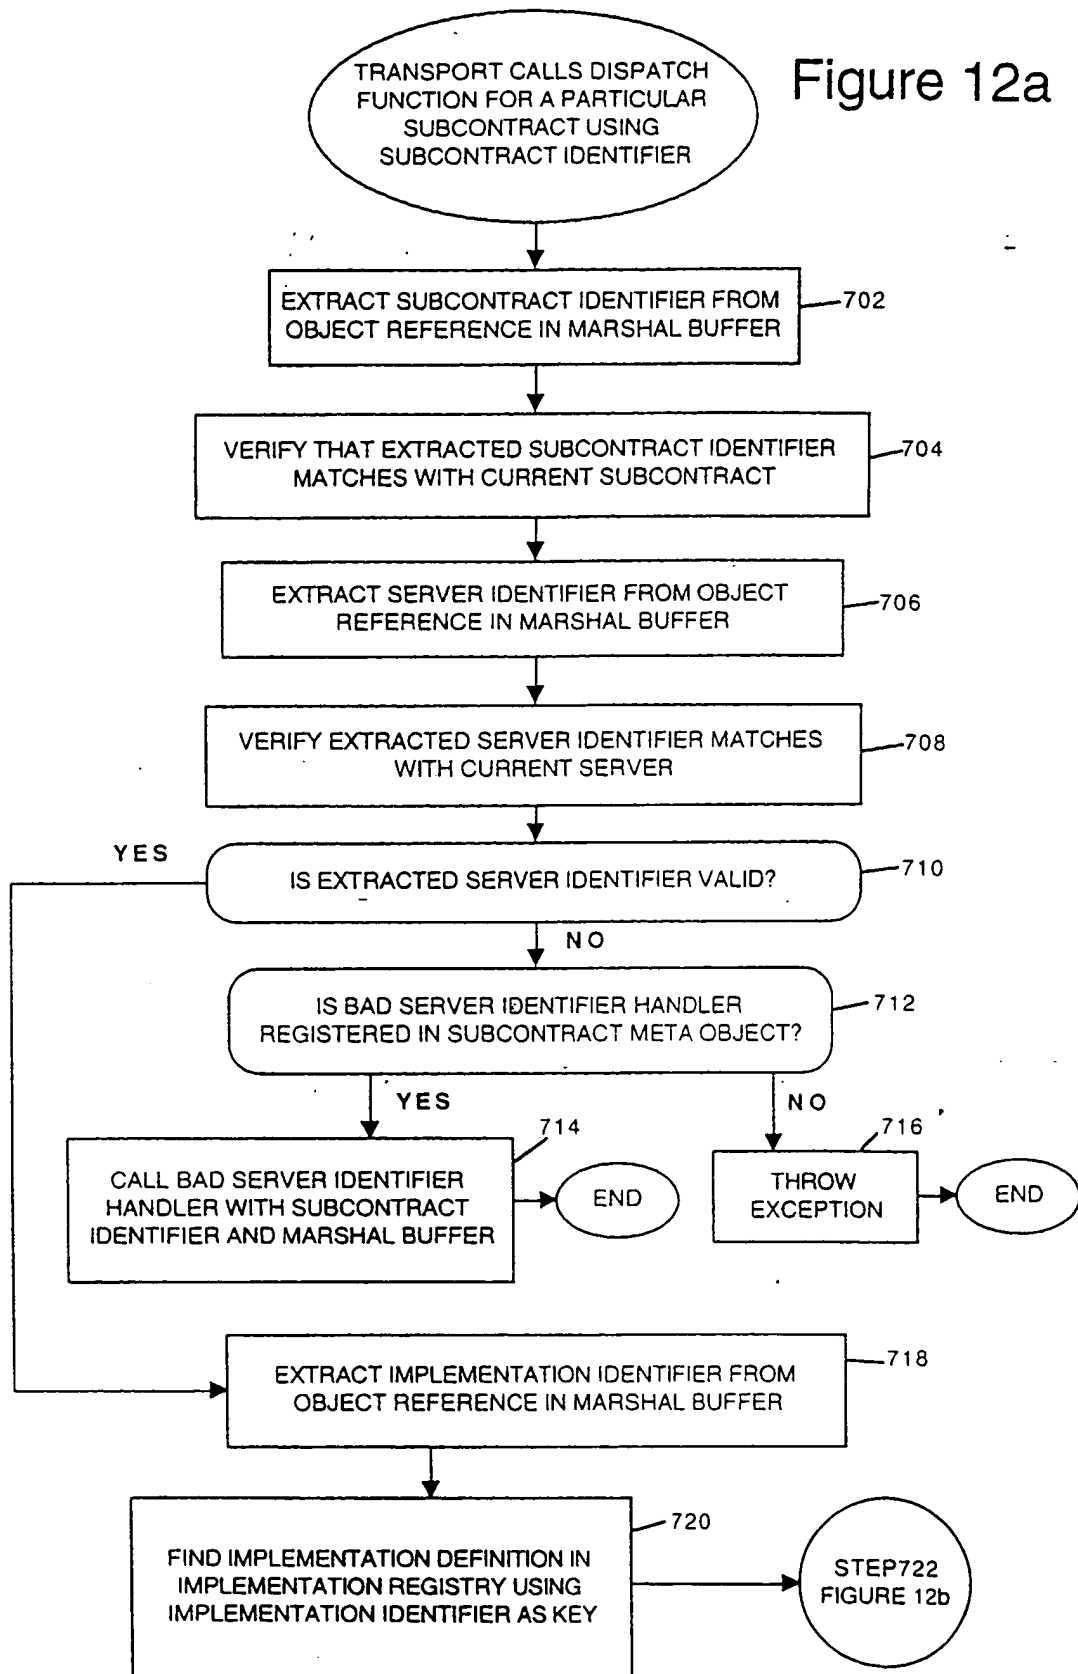 Figure 12a
TRANSPORT CALLS DISPATCH
FUNCTION FOR A PARTICULAR
SUBCONTRACT USING
SUBCONTRACT IDENTIFIER
EXTRACT SUBCONTRACT IDENTIFIER FROM
OBJECT REFERENCE IN MARSHAL BUFFER
702
VERIFY THAT EXTRACTED SUBCONTRACT IDENTIFIER
MATCHES WITH CURRENT SUBCONTRACT
704
EXTRACT SERVER IDENTIFIER FROM OBJECT
REFERENCE IN MARSHAL BUFFER
706
VERIFY EXTRACTED SERVER IDENTIFIER MATCHES
WITH CURRENT SERVER
708
YES
IS EXTRACTED SERVER IDENTIFIER VALID?
710
NO
IS BAD SERVER IDENTIFIER HANDLER
REGISTERED IN SUBCONTRACT META OBJECT?
712
YES
NO
714
CALL BAD SERVER IDENTIFIER
HANDLER WITH SUBCONTRACT
IDENTIFIER AND MARSHAL BUFFER
END
716
THROW
EXCEPTION
END
EXTRACT IMPLEMENTATION IDENTIFIER FROM
OBJECT REFERENCE IN MARSHAL BUFFER
718
FIND IMPLEMENTATION DEFINITION IN
IMPLEMENTATION REGISTRY USING
IMPLEMENTATION IDENTIFIER AS KEY
720
STEP722
FIGURE 12b